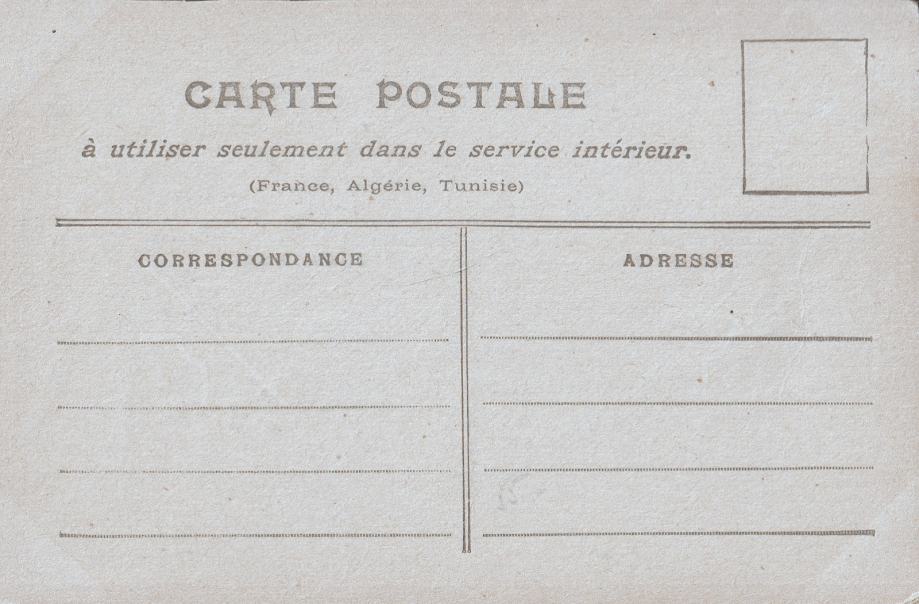 CARTE POSTALE
à utiliser seulement dans le service intérieur.
(France, Algérie, Tunisie)
CORRESPONDANCE
ADRESSE